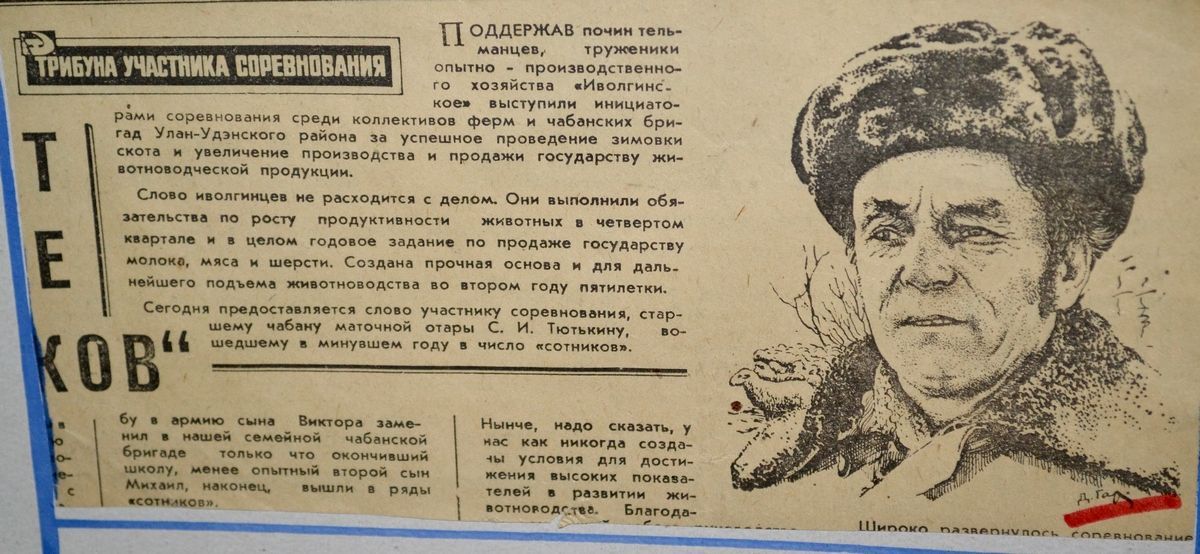 ТРИБУНА УЧАСТНИКА СОРЕВНОВАНИЯ
ПОДДЕРЖАВ почин тель-
манцев, труженики
опытно - производственно-
го хозяйства «Иволгинс-
кое» выступили инициато-
рами соревнования среди коллективов ферм и чабанских бри-
гад Улан-Удэнского района за успешное проведение зимовки
скота и увеличение производства и продажи государству жи-
вотноводческой продукции.
Слово иволгинцев не расходится с делом. Они выполнили обя-
зательства по росту продуктивности животных в четвертом
квартале и в целом годовое задание по продаже государству
молока, мяса и шерсти. Создана прочная основа и для даль-
нейшего подъема животноводства во втором году пятилетки.
Сегодня предоставляется слово участнику соревнования, стар-
шему чабану маточной отары С. И. Тютькину, во-
шедшему в минувшем году в число «сотников».
Т
Е
КОВ“
в
о
о-
е-
с
бу в армию сына Виктора заме-
нил в нашей семейной чабанской
бригаде только что окончивший
школу, менее опытный второй сын
Михаил, наконец, вышли в ряды
«сотников».
Нынче, надо сказать, у
нас как никогда созда-
ны условия для дости-
жения высоких показа-
телей в развитии жи-
вотноводства. Благода-
Д. Га
Широко развернулось соревнование